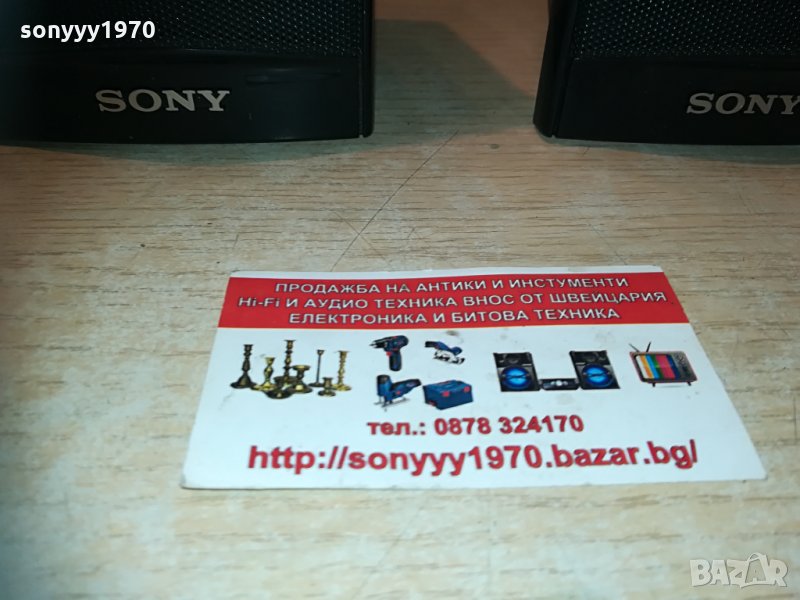 sonyyy1970
SONY
SONY
ПРОДАЖБА НА АНТИКИ И ИНСТУМЕНТИ
Hi-Fi И АУДИО ТЕХНИКА ВНОС ОТ ШВЕЙЦАРИЯ
ЕЛЕКТРОНИКА И БИТОВА ТЕХНИКА
тел.: 0878 324170
http://sonyyy1970.bazar.bg/
BAZAR